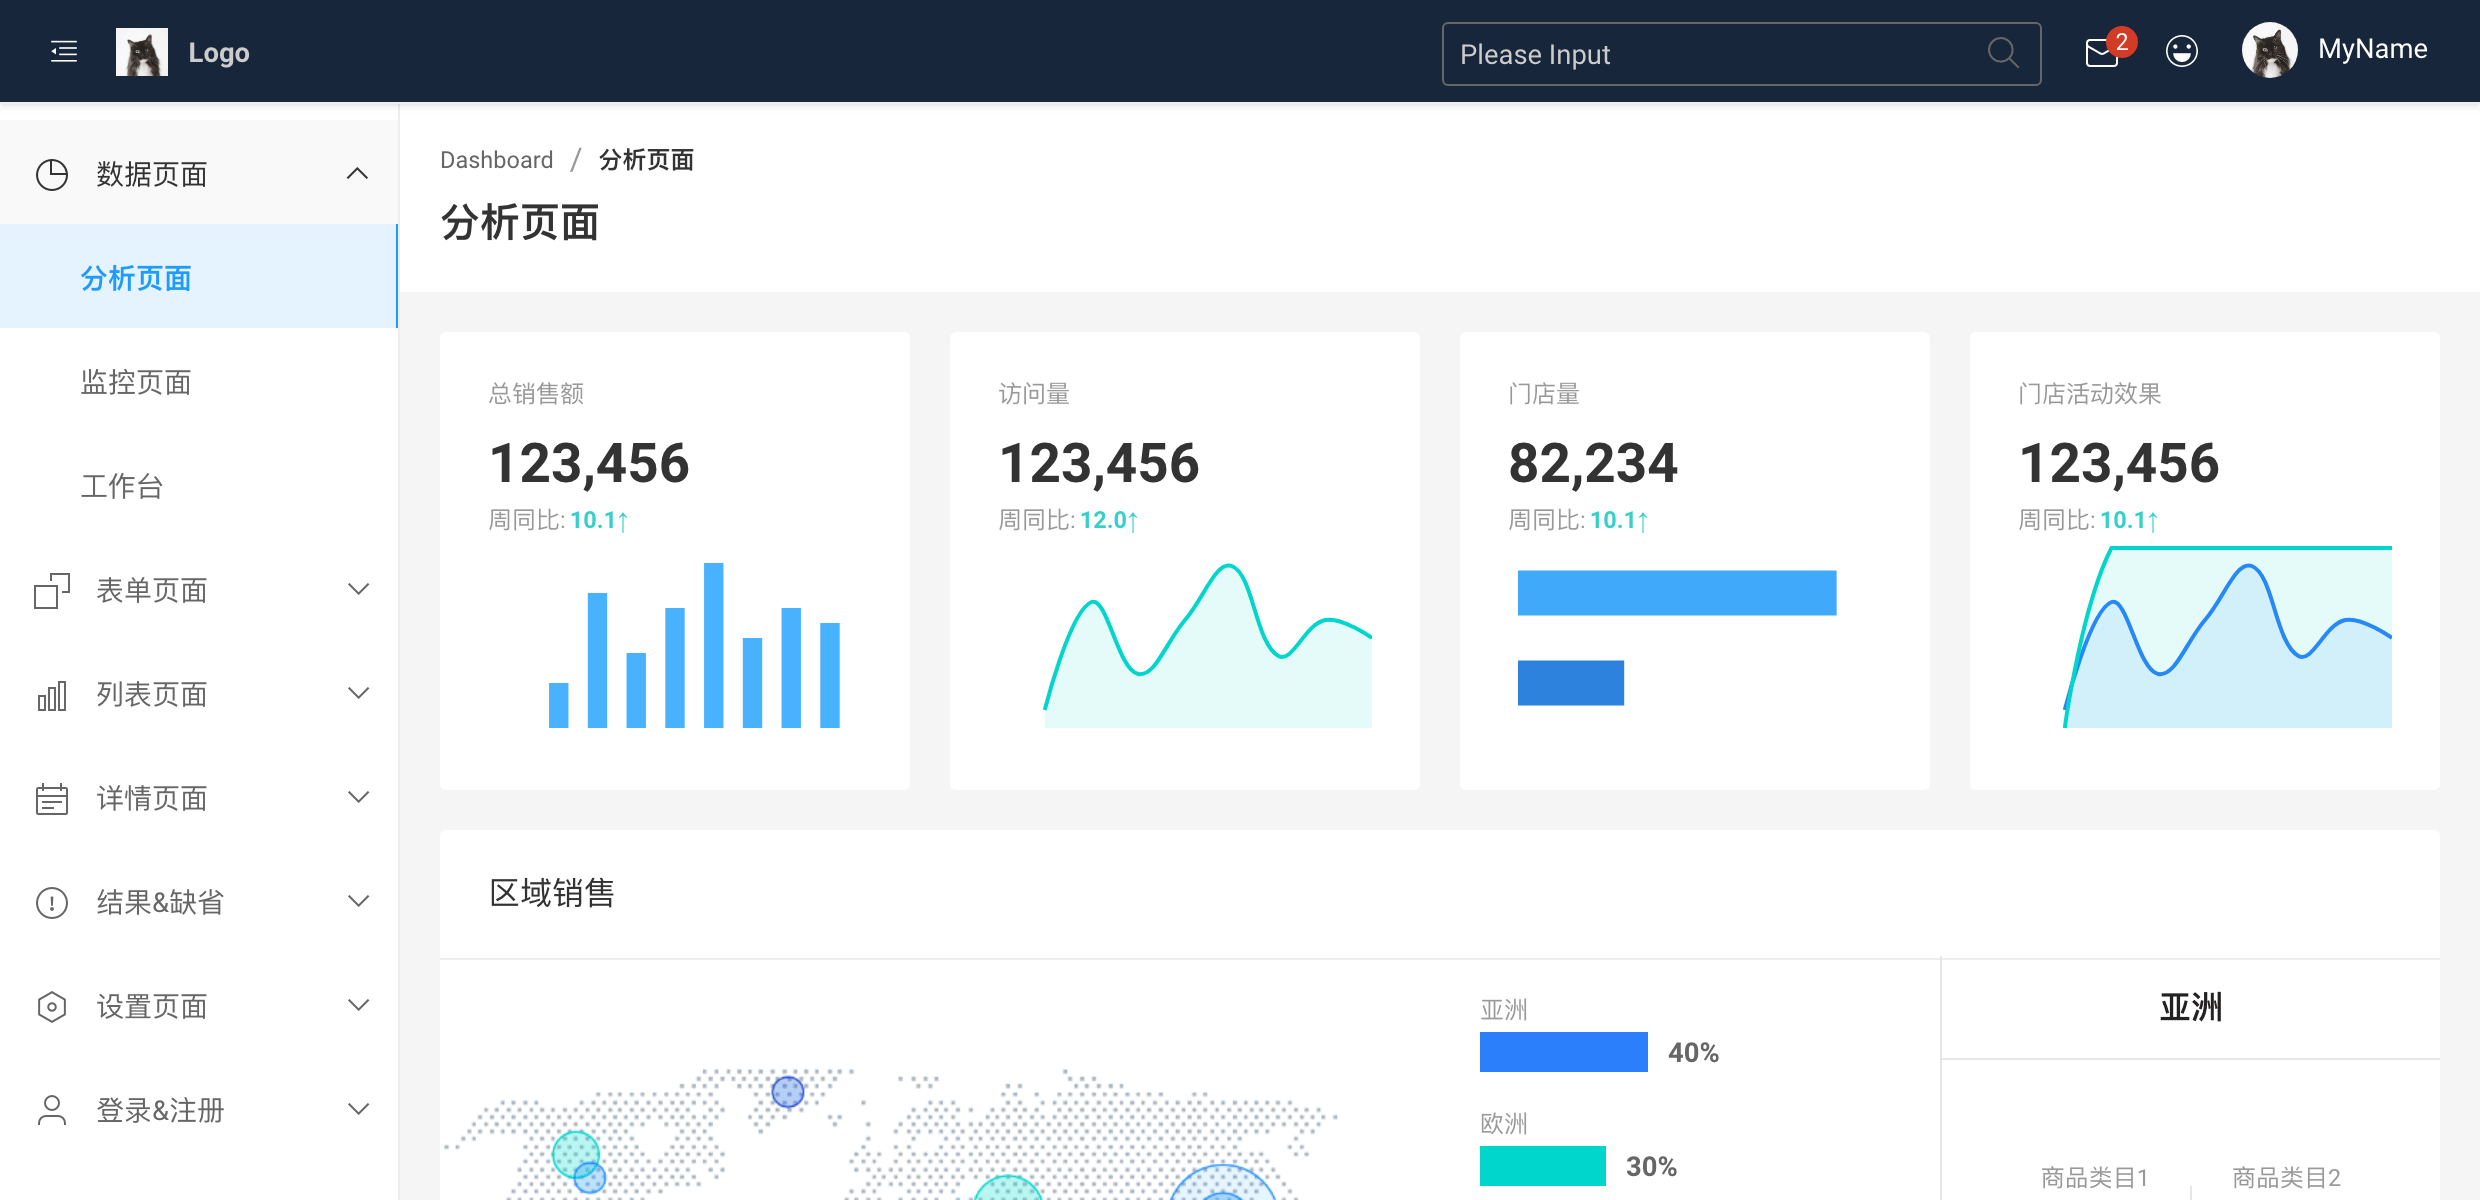 Logo
Please Input
2
MyName
数据页面
分析页面
监控页面
工作台
表单页面
列表页面
详情页面
结果&缺省
设置页面
登录&注册
Dashboard / 分析页面
分析页面
总销售额
123,456
周同比: 10.1↑
访问量
123,456
周同比: 12.0↑
门店量
82,234
周同比: 10.1↑
门店活动效果
123,456
周同比: 10.1↑
区域销售
亚洲
40%
欧洲
30%
亚洲
商品类目1
商品类目2